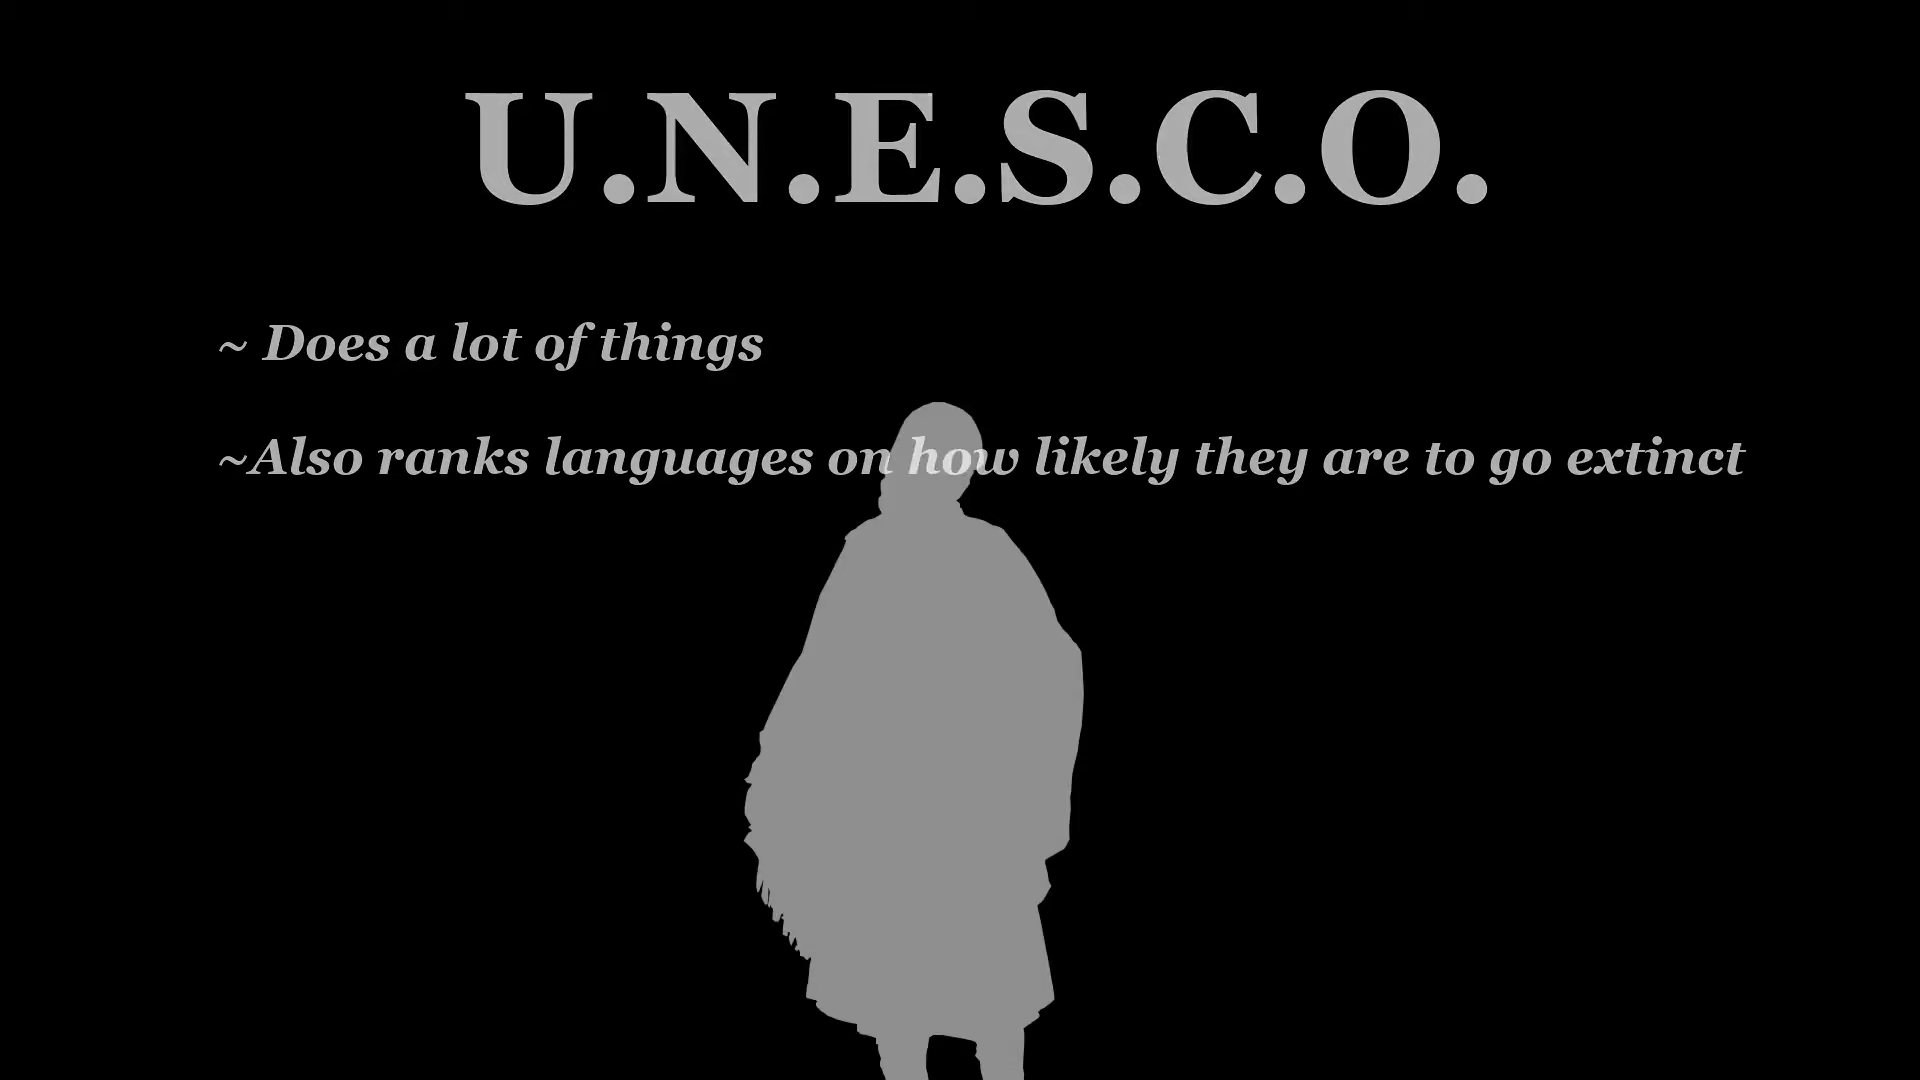 U.N.E.S.C.O.
~ Does a lot of things
~Also ranks languages on how likely they are to go extinct